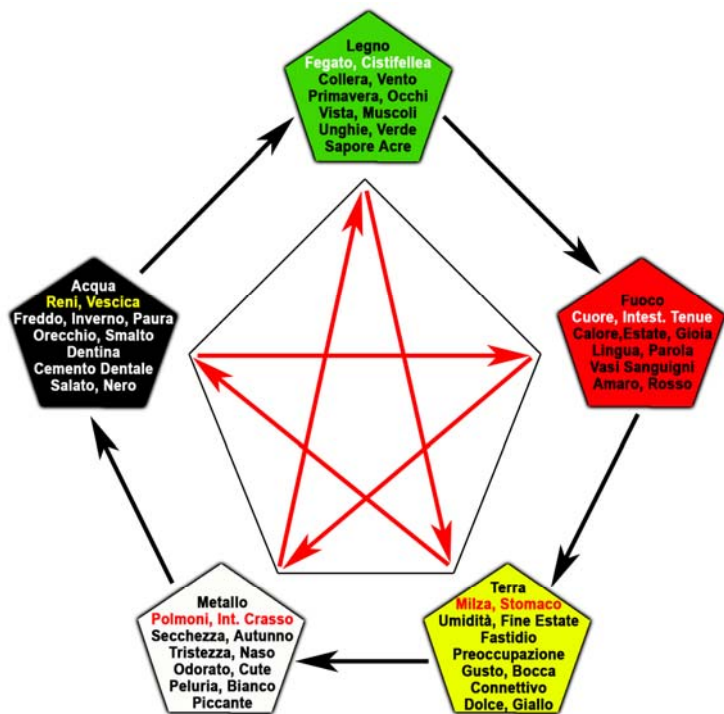 Legno
Fegato, Cistifellea
Collera, Vento
Primavera, Occhi
Vista, Muscoli
Unghie, Verde
Sapore Acre
Acqua
Reni, Vescica
Freddo, Inverno, Paura
Orecchio, Smalto
Dentina
Cemento Dentale
Salato, Nero
Fuoco
Cuore, Intest. Tenue
Calore,Estate, Gioia
Lingua, Parola
Vasi Sanguigni
Amaro, Rosso
Metallo
Polmoni, Int. Crasso
Secchezza, Autunno
Tristezza, Naso
Odorato, Cute
Peluria, Bianco
Piccante
Terra
Milza, Stomaco
Umidità, Fine Estate
Fastidio
Preoccupazione
Gusto, Bocca
Connettivo
Dolce, Giallo